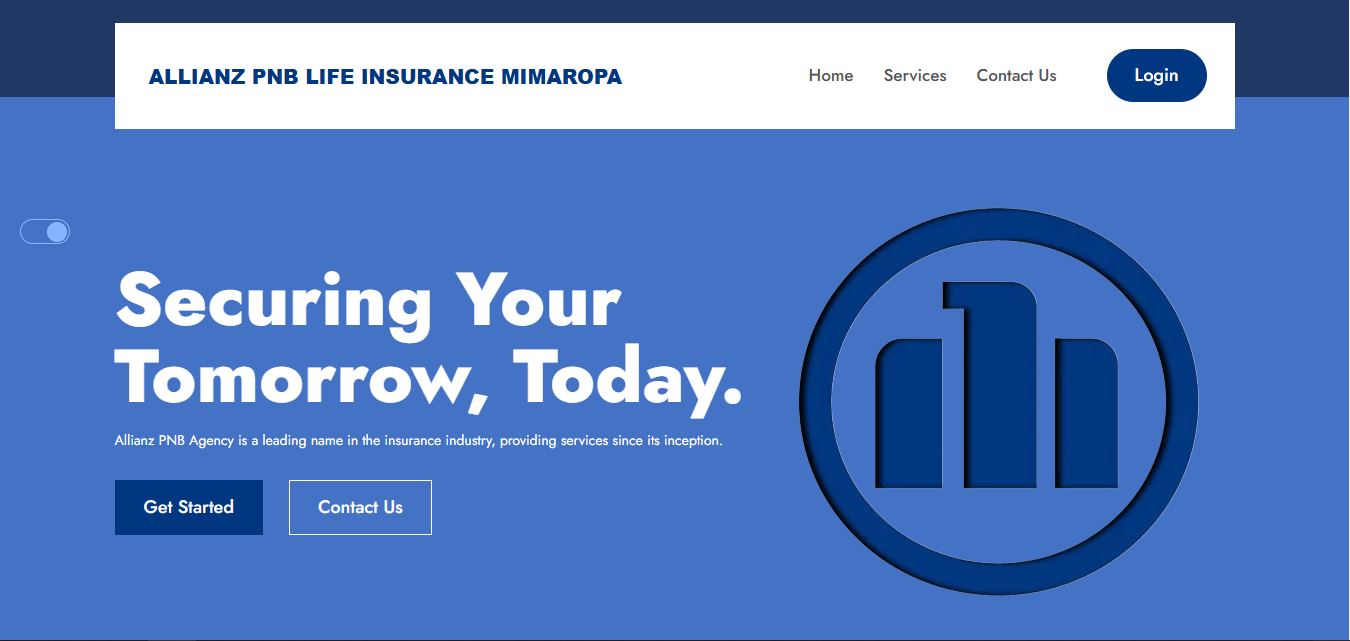 ALLIANZ PNB LIFE INSURANCE MIMAROPA
Home Services Contact Us Login
Securing Your
Tomorrow, Today.
Allianz PNB Agency is a leading name in the insurance industry, providing services since its inception.
Get Started Contact Us